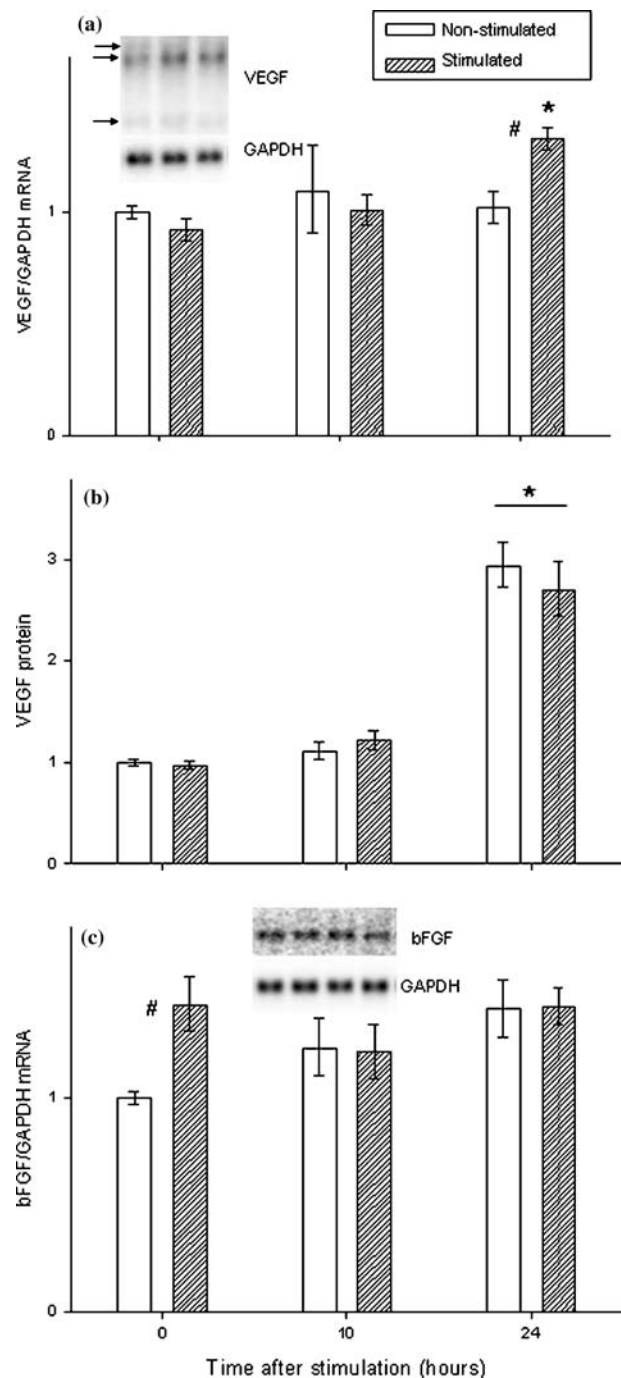 (a)
Non-stimulated
Stimulated
VEGF
GAPDH
# *
VEGF/GAPDH mRNA
1
0
(b)
*
VEGF protein
3
2
1
0
(c)
bFGF
GAPDH
#
bFGF/GAPDH mRNA
1
0
0 10 24
Time after stimulation (hours)